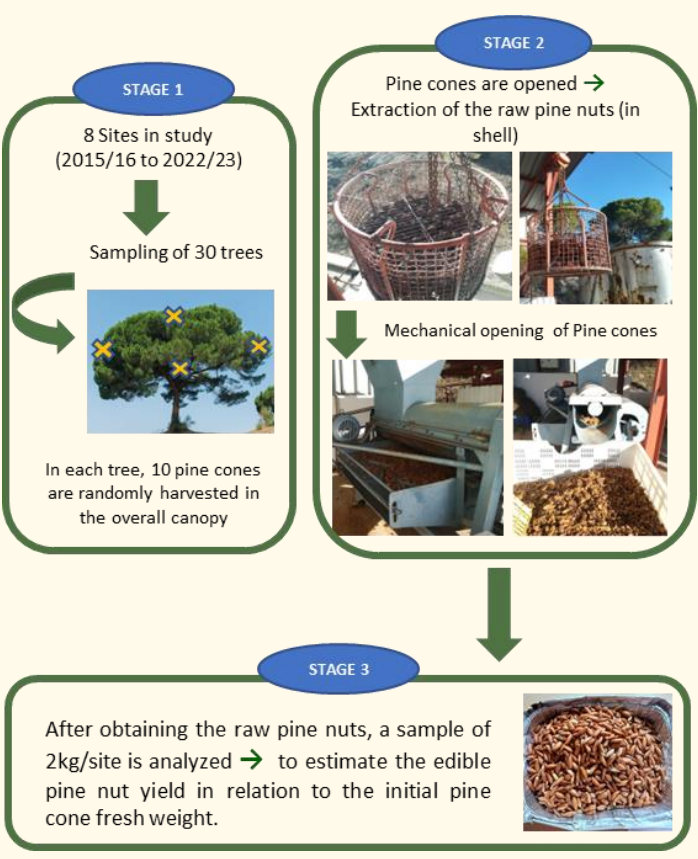 STAGE 1
8 Sites in study
(2015/16 to 2022/23)
Sampling of 30 trees
In each tree, 10 pine cones
are randomly harvested in
the overall canopy
STAGE 2
Pine cones are opened →
Extraction of the raw pine nuts (in
shell)
Mechanical opening of Pine cones
STAGE 3
After obtaining the raw pine nuts, a sample of
2kg/site is analyzed → to estimate the edible
pine nut yield in relation to the initial pine
cone fresh weight.